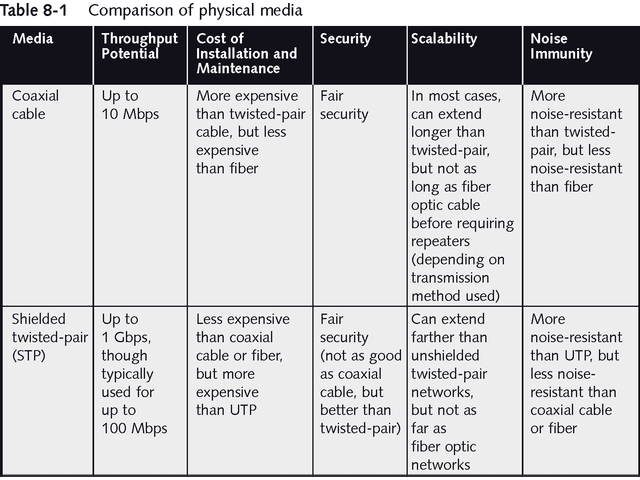 Table 8-1 Comparison of physical media
Media
Throughput
Potential
Cost of
Installation and
Maintenance
Security
Scalability
Noise
Immunity
Coaxial
cable
Up to
10 Mbps
More expensive
than twisted-pair
cable, but less
expensive
than fiber
Fair
security
In most cases,
can extend
longer than
twisted-pair,
but not as
long as fiber
optic cable
before requiring
repeaters
(depending on
transmission
method used)
More
noise-resistant
than twisted-
pair, but less
noise-resistant
than fiber
Shielded
twisted-pair
(STP)
Up to
1 Gbps,
though
typically
used for
up to
100 Mbps
Less expensive
than coaxial
cable or fiber,
but more
expensive
than UTP
Fair
security
(not as good
as coaxial
cable, but
better than
twisted-pair)
Can extend
farther than
unshielded
twisted-pair
networks,
but not as
far as
fiber optic
networks
More
noise-resistant
than UTP, but
less noise-
resistant than
coaxial cable
or fiber